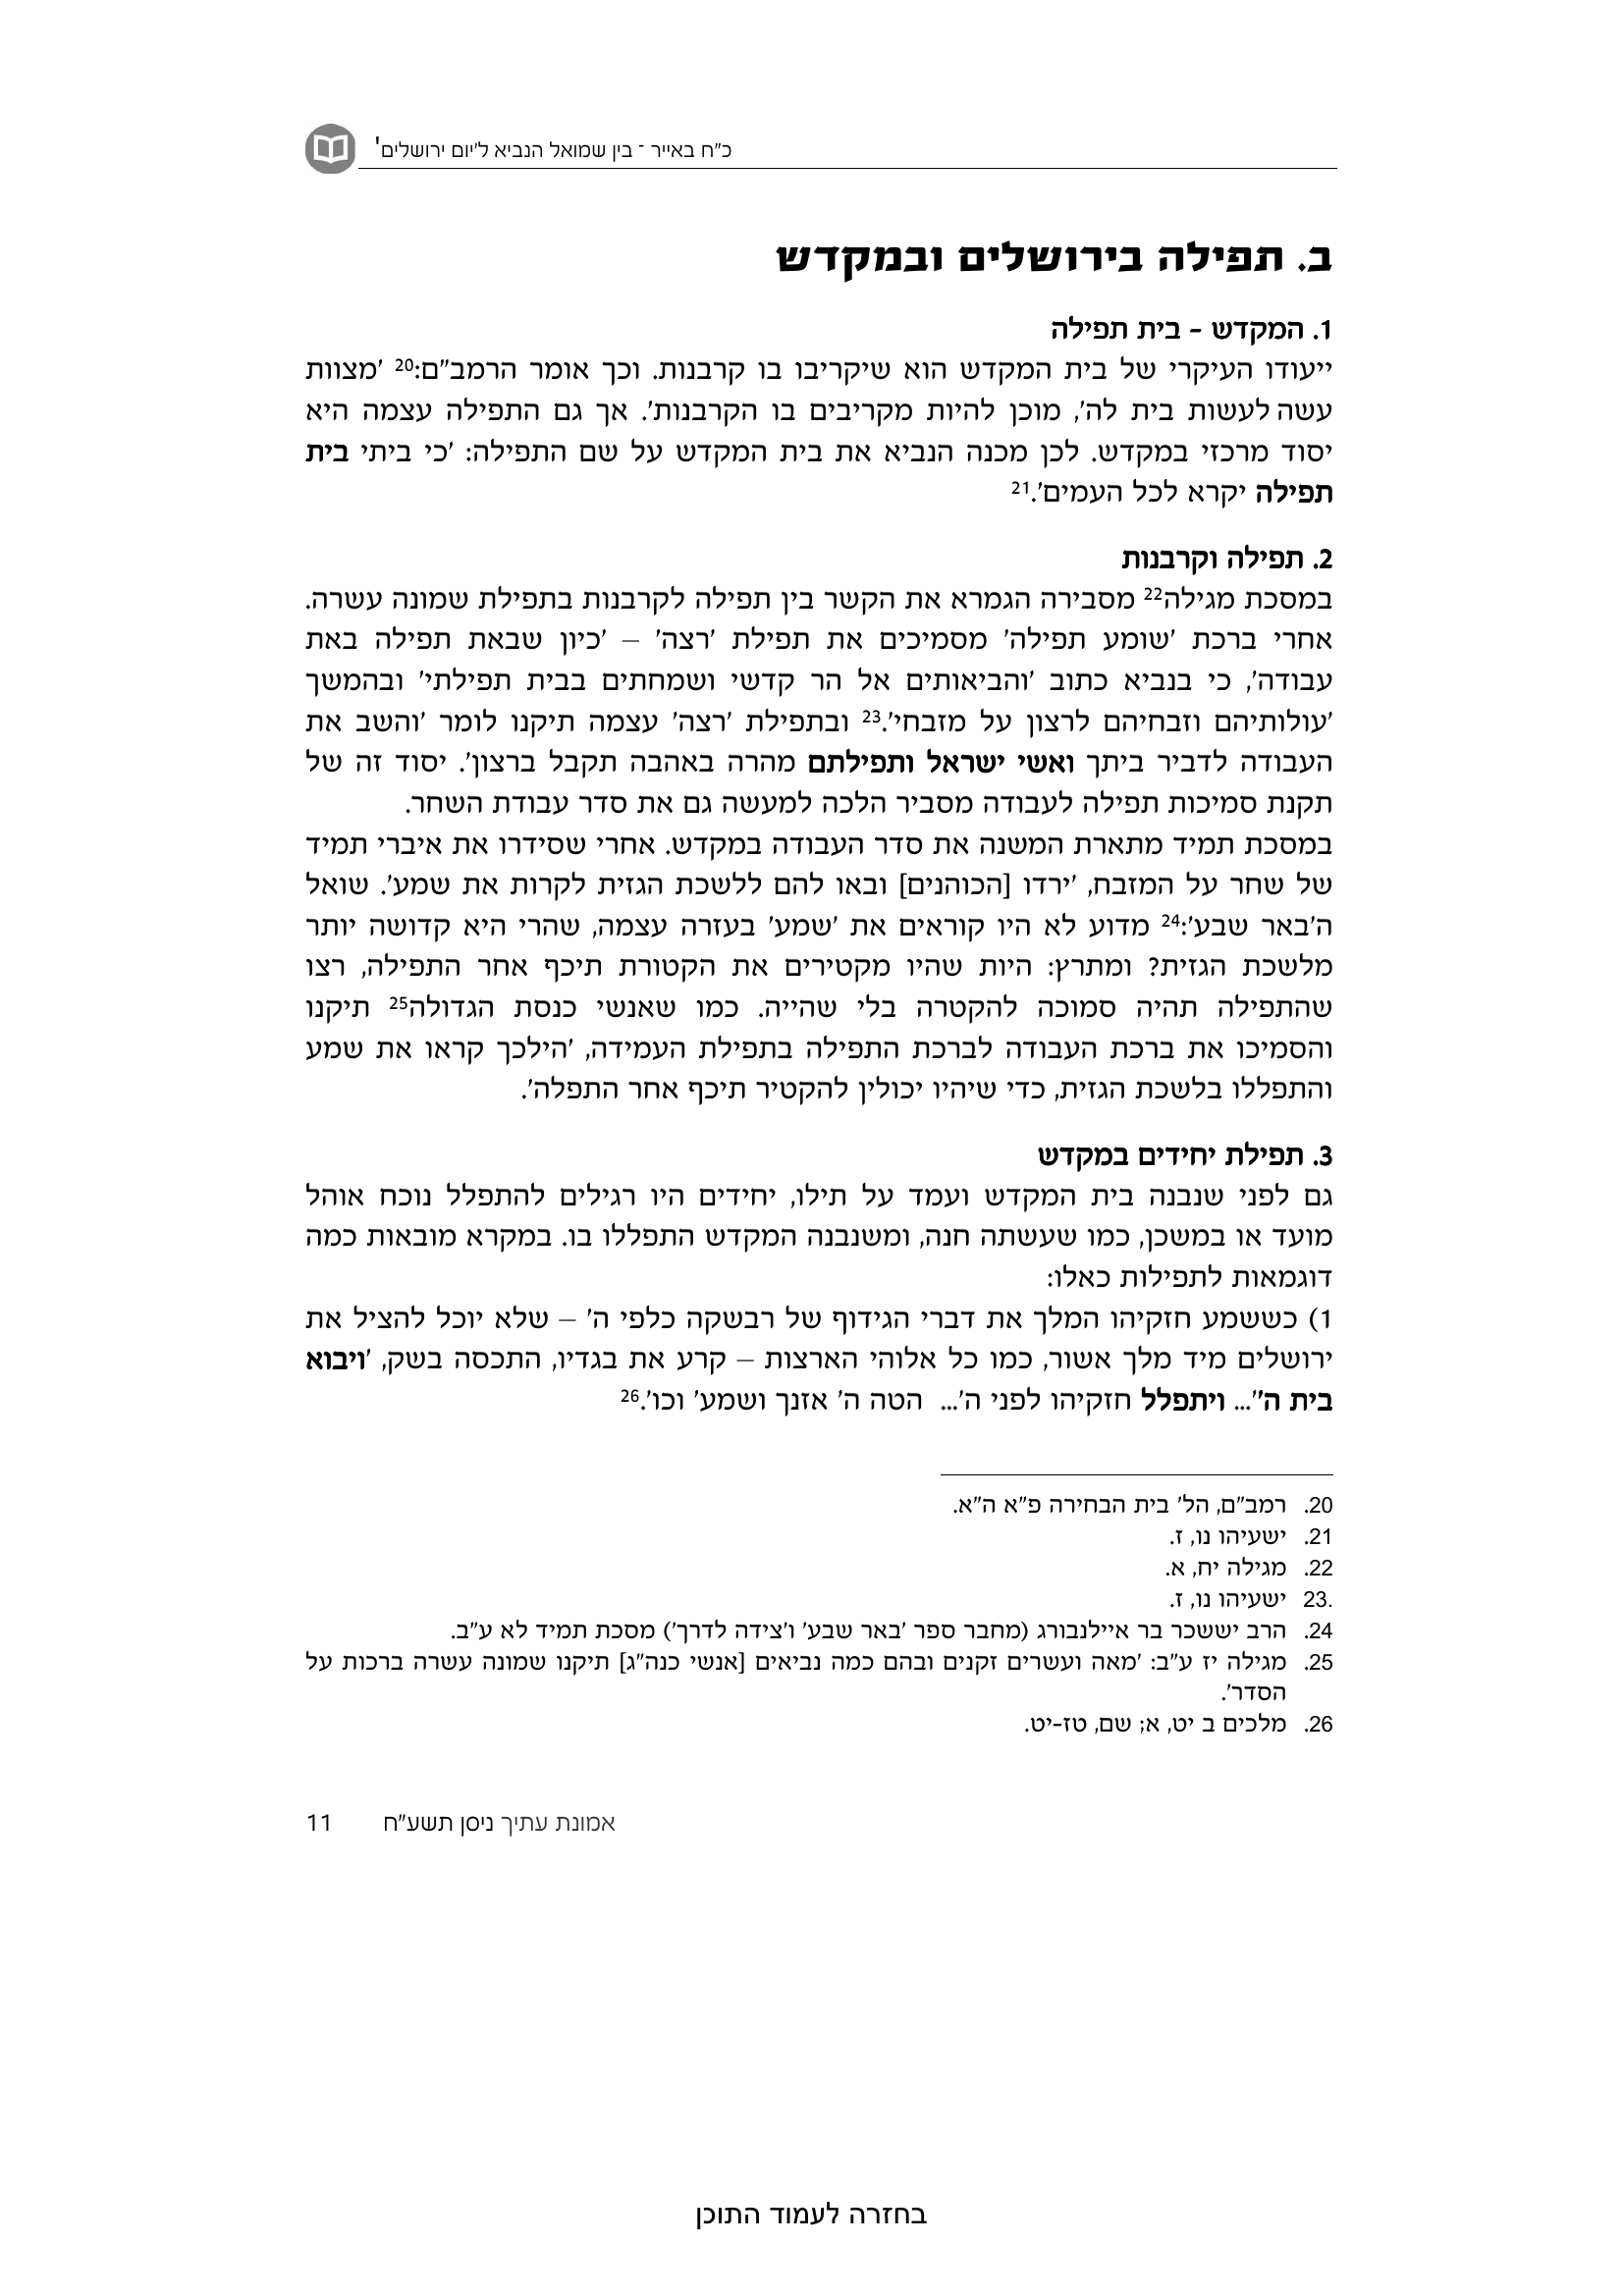 כ"ח באייר - בין שמואל הנביא ל'יום ירושלים'
ב. תפילה בירושלים ובמקדש
1. המקדש – בית תפילה
ייעודו העיקרי של בית המקדש הוא שיקריבו בו קרבנות. וכך אומר הרמב"ם:20 'מצוות
עשה לעשות בית לה', מוכן להיות מקריבים בו הקרבנות'. אך גם התפילה עצמה היא
יסוד מרכזי במקדש. לכן מכנה הנביא את בית המקדש על שם התפילה: 'כי ביתי בית
תפילה יקרא לכל העמים'.21
2. תפילה וקרבנות
במסכת מגילה22 מסבירה הגמרא את הקשר בין תפילה לקרבנות בתפילת שמונה עשרה.
אחרי ברכת 'שומע תפילה' מסמיכים את תפילת 'רצה' – 'כיון שבאת תפילה באת
עבודה', כי בנביא כתוב 'והביאותים אל הר קדשי ושמחתים בבית תפילתי' ובהמשך
'עולותיהם וזבחיהם לרצון על מזבחי'.23 ובתפילת 'רצה' עצמה תיקנו לומר 'והשב את
העבודה לדביר ביתך ואשי ישראל ותפילתם מהרה באהבה תקבל ברצון'. יסוד זה של
תקנת סמיכות תפילה לעבודה מסביר הלכה למעשה גם את סדר עבודת השחר.
במסכת תמיד מתארת המשנה את סדר העבודה במקדש. אחרי שסידרו את איברי תמיד
של שחר על המזבח, 'ירדו [הכוהנים] ובאו להם ללשכת הגזית לקרות את שמע'. שואל
ה'באר שבע':24 מדוע לא היו קוראים את 'שמע' בעזרה עצמה, שהרי היא קדושה יותר
מלשכת הגזית? ומתרץ: היות שהיו מקטירים את הקטורת תיכף אחר התפילה, רצו
שהתפילה תהיה סמוכה להקטרה בלי שהייה. כמו שאנשי כנסת הגדולה25 תיקנו
והסמיכו את ברכת העבודה לברכת התפילה בתפילת העמידה, 'הילכך קראו את שמע
והתפללו בלשכת הגזית, כדי שיהיו יכולין להקטיר תיכף אחר התפלה'.
3. תפילת יחידים במקדש
גם לפני שנבנה בית המקדש ועמד על תילו, יחידים היו רגילים להתפלל נוכח אוהל
מועד או במשכן, כמו שעשתה חנה, ומשנבנה המקדש התפללו בו. במקרא מובאות כמה
דוגמאות לתפילות כאלו:
1) כששמע חזקיהו המלך את דברי הגידוף של רבשקה כלפי ה' – שלא יוכל להציל את
ירושלים מיד מלך אשור, כמו כל אלוהי הארצות – קרע את בגדיו, התכסה בשק, 'ויבוא
בית ה''... ויתפלל חזקיהו לפני ה'... הטה ה' אזנך ושמע' וכו'.26
20. רמב"ם, הל' בית הבחירה פ"א ה"א.
21. ישעיהו נו, ז.
22. מגילה יח, א.
23. ישעיהו נו, ז.
24. הרב יששכר בר איילנבורג (מחבר ספר 'באר שבע' ו'צידה לדרך') מסכת תמיד לא ע"ב.
25. מגילה יז ע"ב: 'מאה ועשרים זקנים ובהם כמה נביאים [אנשי כנה"ג] תיקנו שמונה עשרה ברכות על
הסדר'.
26. מלכים ב יט, א; שם, טז-יט.
אמונת עתיך ניסן תשע"ח 11
בחזרה לעמוד התוכן